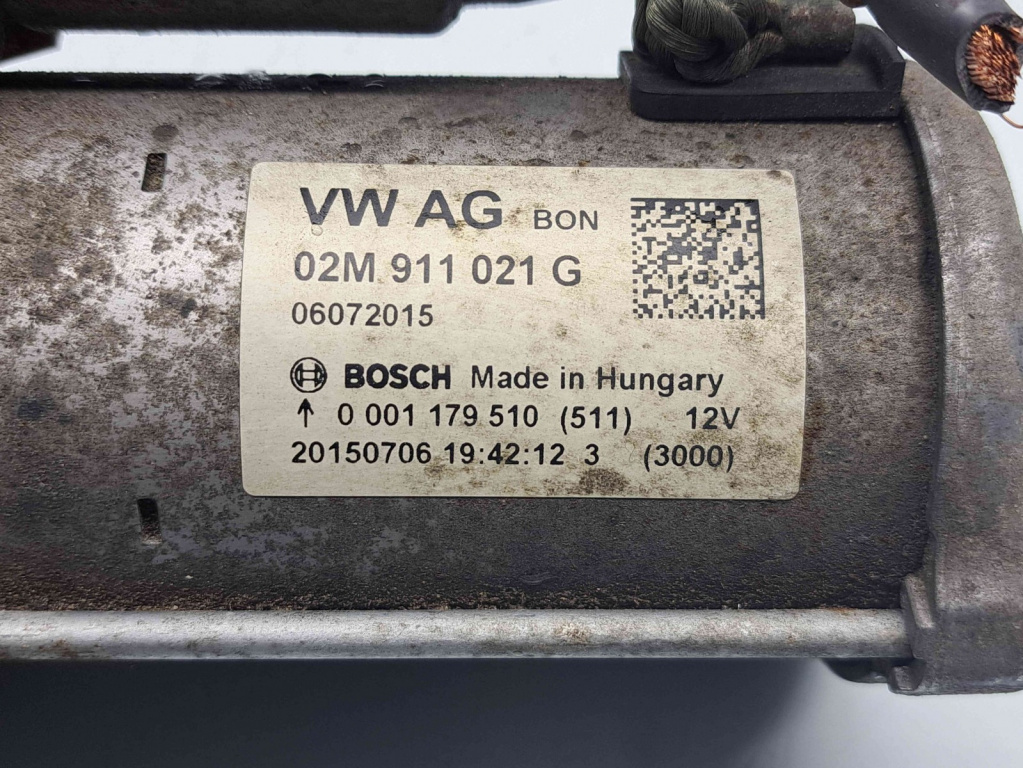 VW AG BON
02M 911 021 G
06072015
BOSCH Made in Hungary
↑ 0 001 179 510 (511) 12V
20150706 19:42:12 3 (3000)